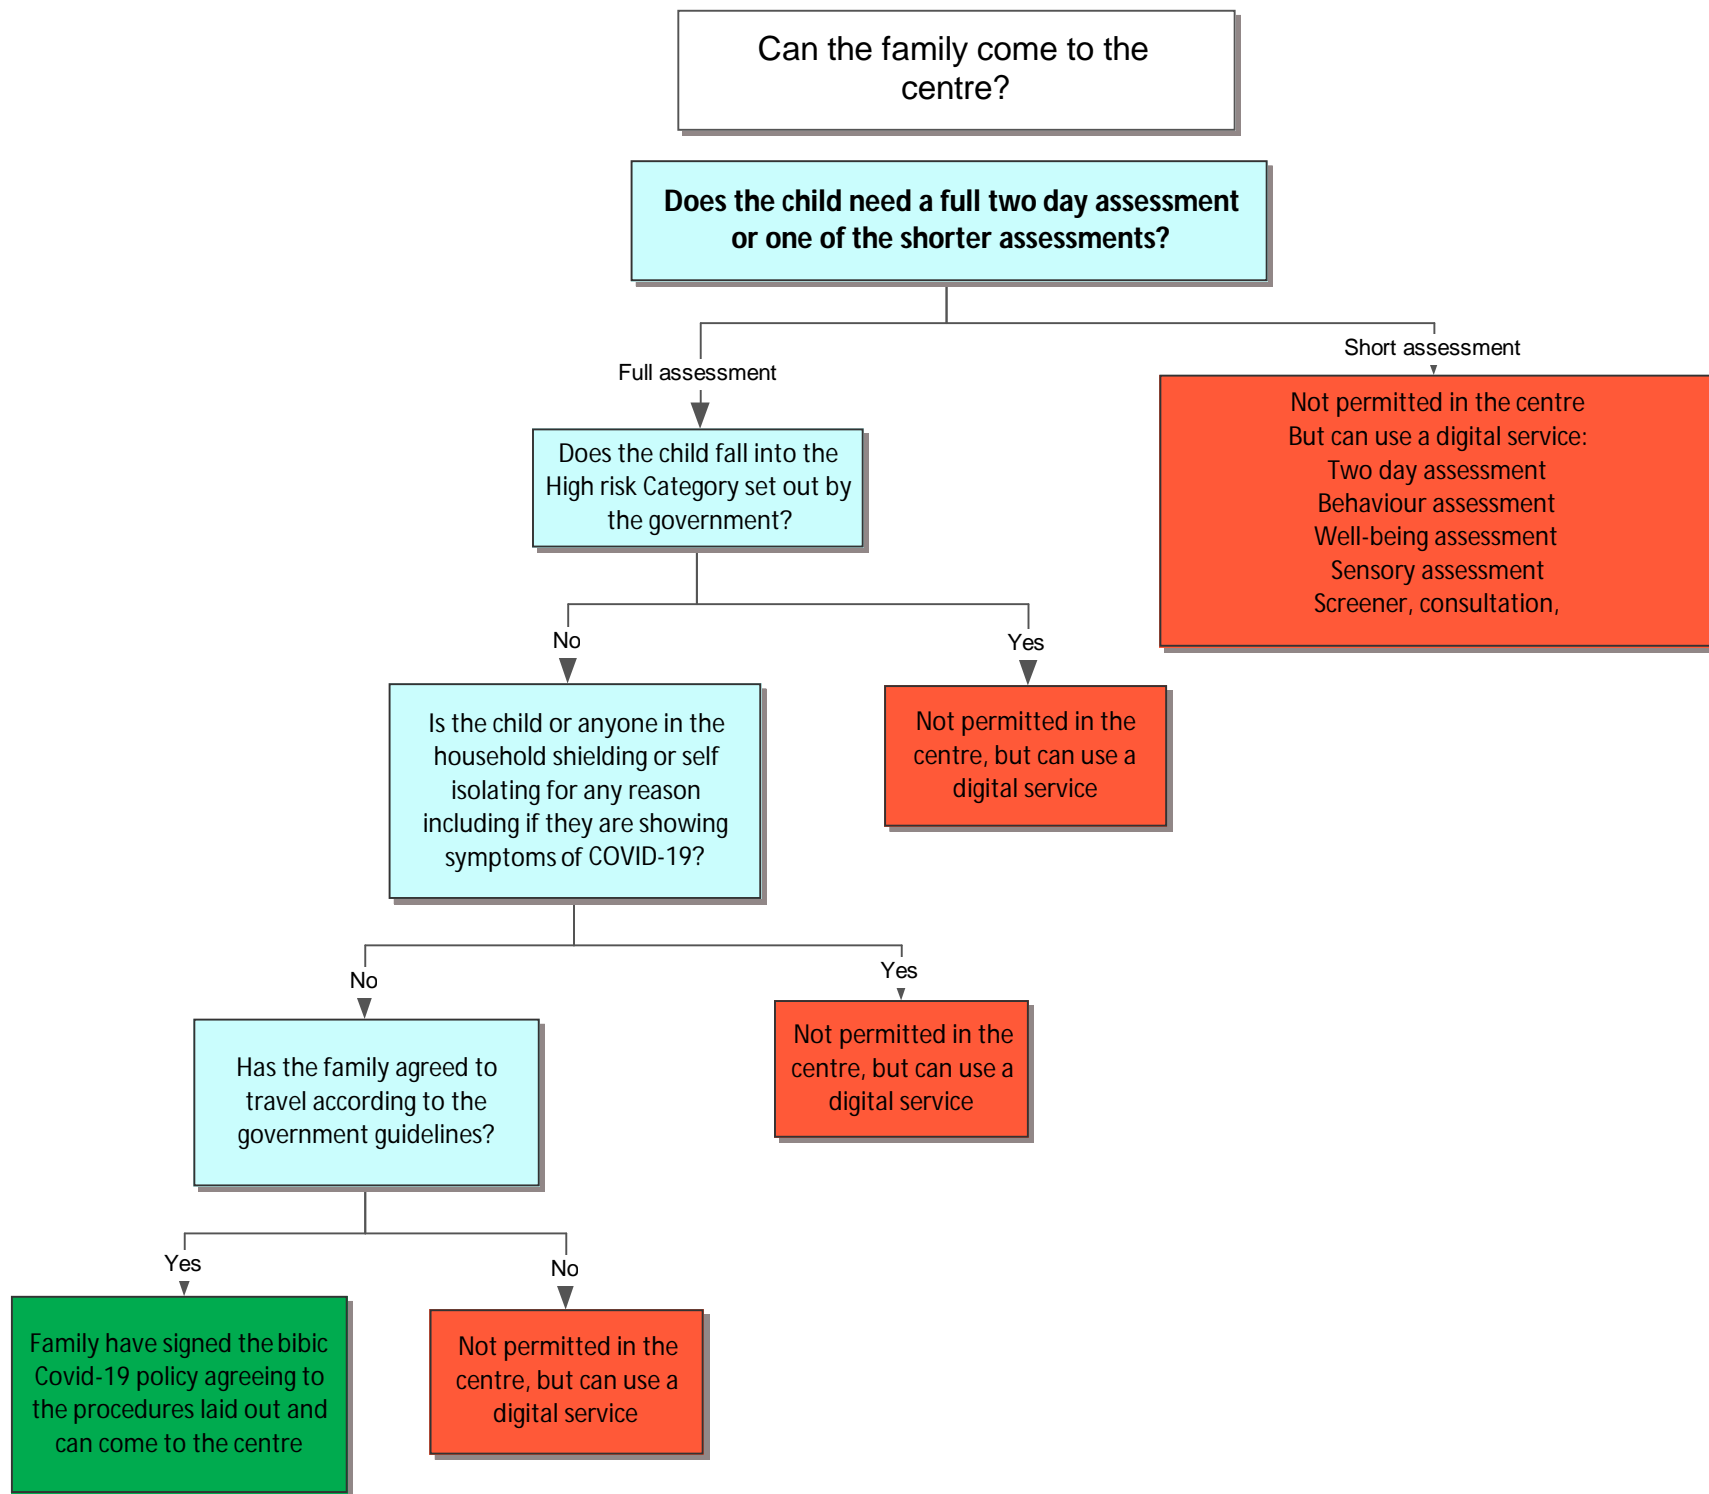 Can the family come to the
centre?
Does the child need a full two day assessment
or one of the shorter assessments?
Full assessment
Short assessment
Not permitted in the centre
But can use a digital service:
Two day assessment
Behaviour assessment
Well-being assessment
Sensory assessment
Screener, consultation,
Does the child fall into the
High risk Category set out by
the government?
No
Yes
Is the child or anyone in the
household shielding or self
isolating for any reason
including if they are showing
symptoms of COVID-19?
Not permitted in the
centre, but can use a
digital service
No
Yes
Has the family agreed to
travel according to the
government guidelines?
Not permitted in the
centre, but can use a
digital service
Yes
No
Family have signed the bibic
Covid-19 policy agreeing to
the procedures laid out and
can come to the centre
Not permitted in the
centre, but can use a
digital service